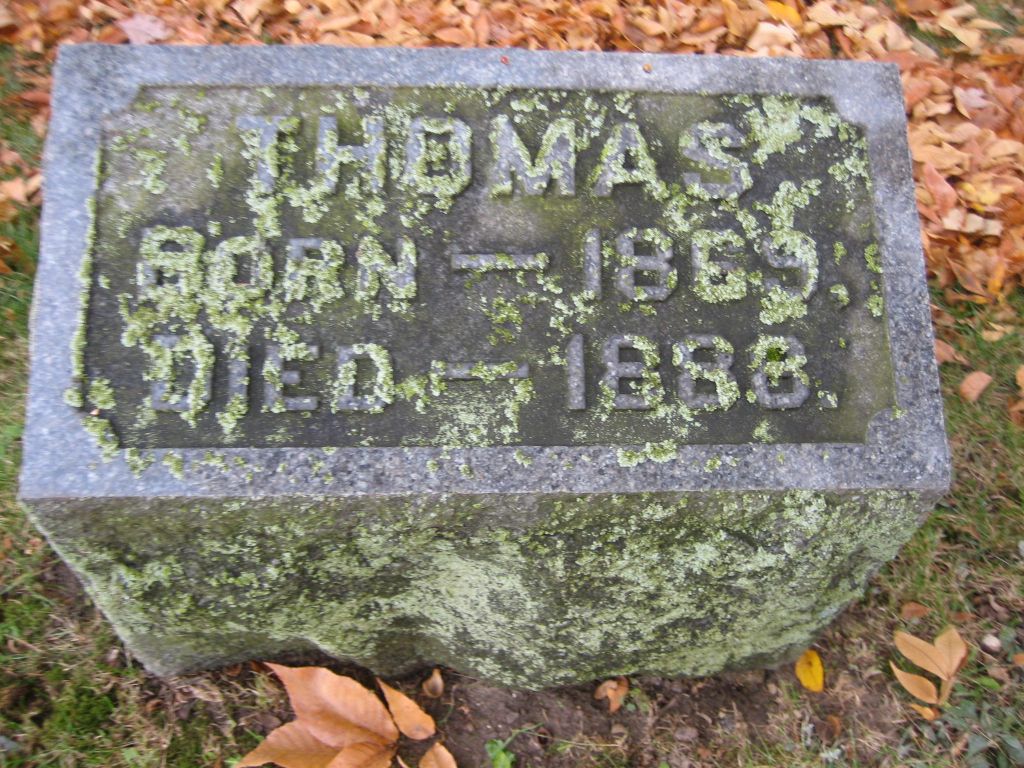 THOMAS
BORN — 1869.
DIED — 1888.